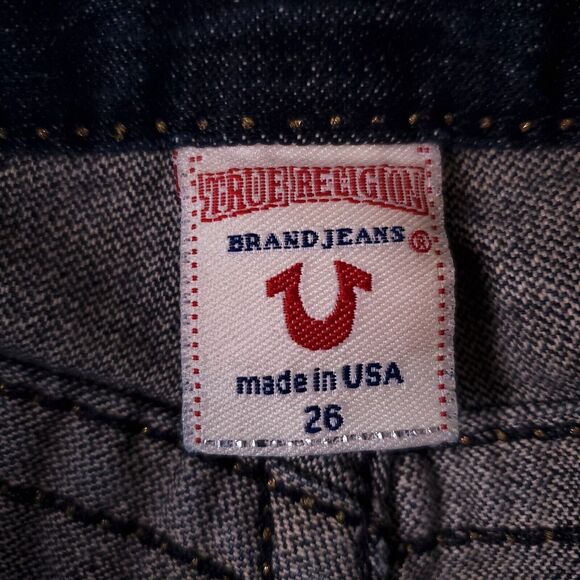 TRUE RELIGION
BRAND JEANS ®
made in USA
26